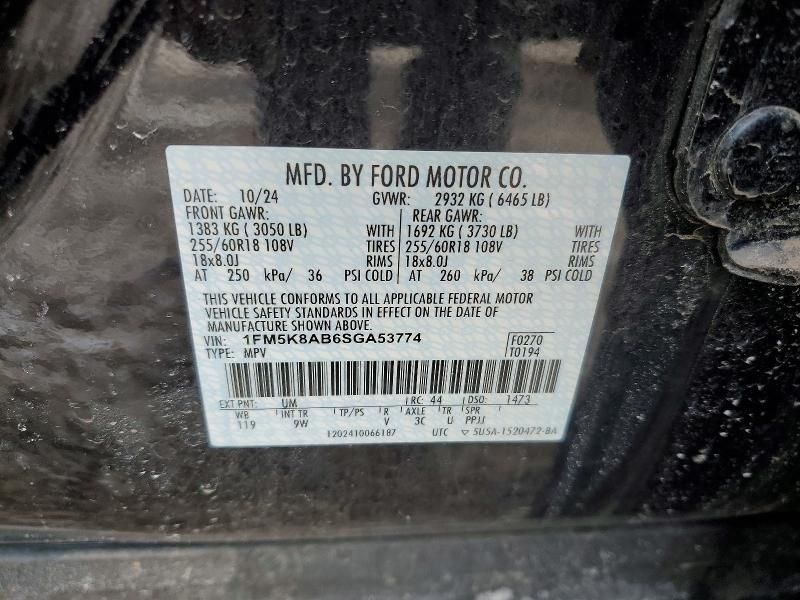 MFD. BY FORD MOTOR CO.
DATE: 10/24 GVWR: 2932 KG ( 6465 LB)
FRONT GAWR: REAR GAWR:
1383 KG ( 3050 LB) WITH 1692 KG ( 3730 LB) WITH
255/60R18 108V TIRES 255/60R18 108V TIRES
18x8.0J RIMS 18x8.0J RIMS
AT 250 kPa/ 36 PSI COLD AT 260 kPa/ 38 PSI COLD
THIS VEHICLE CONFORMS TO ALL APPLICABLE FEDERAL MOTOR
VEHICLE SAFETY STANDARDS IN EFFECT ON THE DATE OF
MANUFACTURE SHOWN ABOVE.
VIN: 1FM5K8AB6SGA53774 F0270
TYPE: MPV T0194
EXT PNT: UM RC: 44 DSO: 1473
WB INT TR TP/PS R AXLE TR SPR
119 9W V 3C U PPJJ
1202410066187 UTC ▽ SU5A-1520472-BA